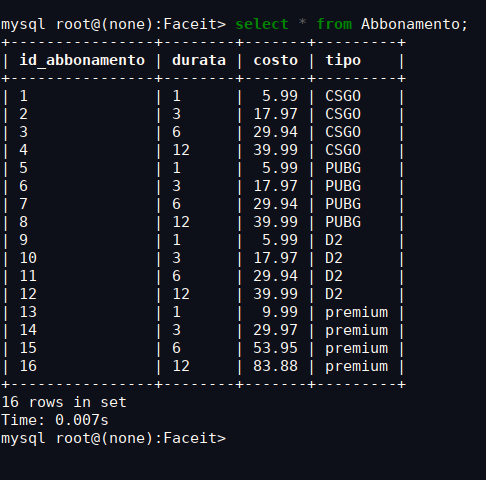 mysql root@(none):Faceit> select * from Abbonamento;
+----------------+--------+-------+---------+
| id_abbonamento | durata | costo | tipo    |
+----------------+--------+-------+---------+
| 1              | 1      |  5.99 | CSGO    |
| 2              | 3      | 17.97 | CSGO    |
| 3              | 6      | 29.94 | CSGO    |
| 4              | 12     | 39.99 | CSGO    |
| 5              | 1      |  5.99 | PUBG    |
| 6              | 3      | 17.97 | PUBG    |
| 7              | 6      | 29.94 | PUBG    |
| 8              | 12     | 39.99 | PUBG    |
| 9              | 1      |  5.99 | D2      |
| 10             | 3      | 17.97 | D2      |
| 11             | 6      | 29.94 | D2      |
| 12             | 12     | 39.99 | D2      |
| 13             | 1      |  9.99 | premium |
| 14             | 3      | 29.97 | premium |
| 15             | 6      | 53.95 | premium |
| 16             | 12     | 83.88 | premium |
+----------------+--------+-------+---------+
16 rows in set
Time: 0.007s
mysql root@(none):Faceit>